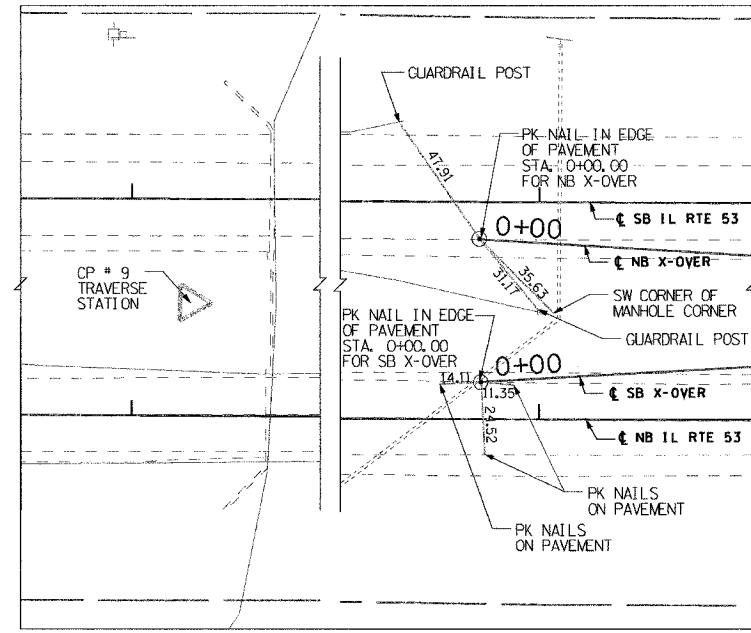 GUARDRAIL POST
47.91
PK NAIL IN EDGE
OF PAVEMENT
STA. 0+00.00
FOR NB X-OVER
℄ SB IL RTE 53
0+00
℄ NB X-OVER
35.63
31.17
CP # 9
TRAVERSE
STATION
SW CORNER OF
MANHOLE CORNER
GUARDRAIL POST
PK NAIL IN EDGE
OF PAVEMENT
STA. 0+00.00
FOR SB X-OVER
0+00
14.11
11.35
℄ SB X-OVER
24.52
℄ NB IL RTE 53
PK NAILS
ON PAVEMENT
PK NAILS
ON PAVEMENT